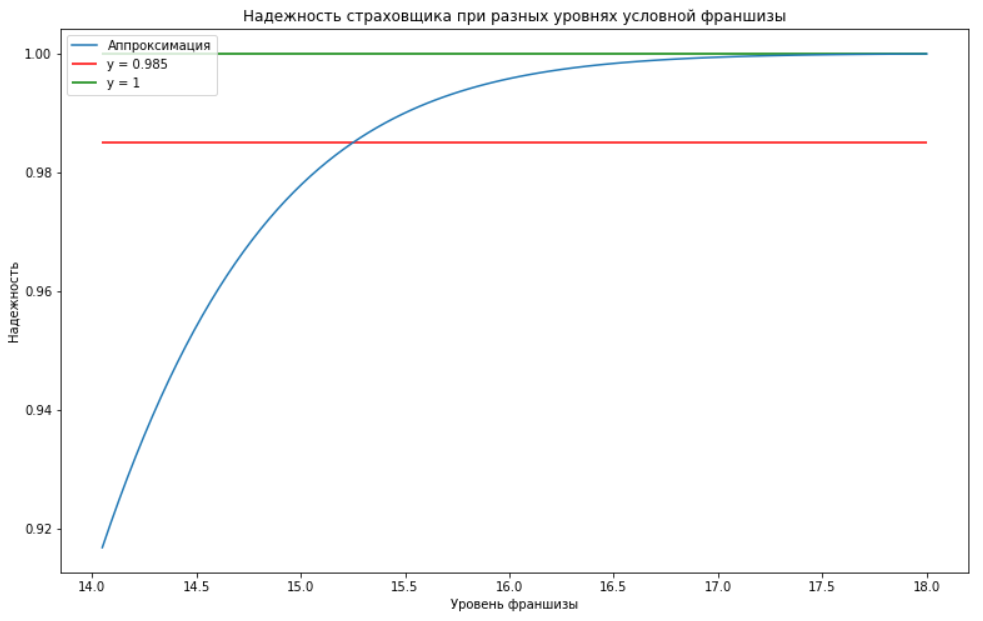 Надежность страховщика при разных уровнях условной франшизы
Аппроксимация
y = 0.985
y = 1
1.00
0.98
0.96
0.94
0.92
Надежность
14.0 14.5 15.0 15.5 16.0 16.5 17.0 17.5 18.0
Уровень франшизы